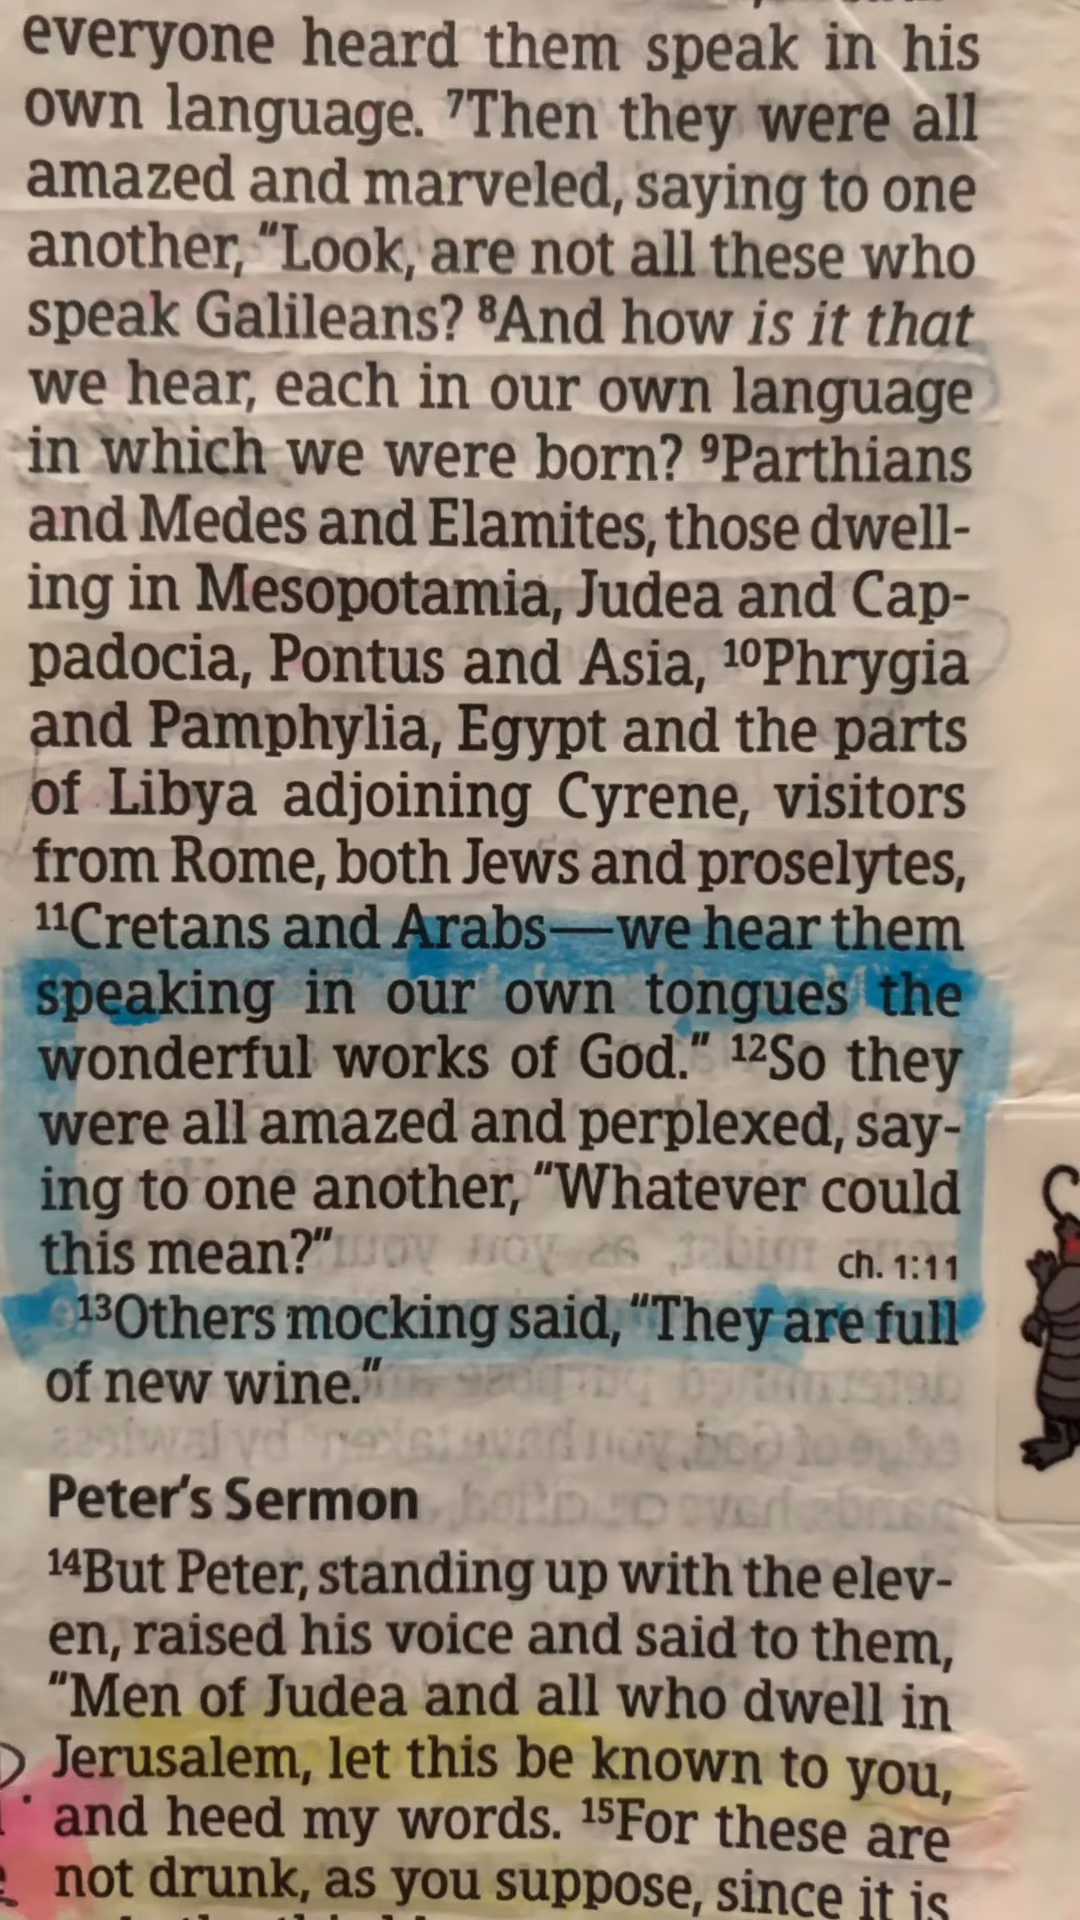 everyone heard them speak in his
own language. ⁷Then they were all
amazed and marveled, saying to one
another, “Look, are not all these who
speak Galileans? ⁸And how is it that
we hear, each in our own language
in which we were born? ⁹Parthians
and Medes and Elamites, those dwell-
ing in Mesopotamia, Judea and Cap-
padocia, Pontus and Asia, ¹⁰Phrygia
and Pamphylia, Egypt and the parts
of Libya adjoining Cyrene, visitors
from Rome, both Jews and proselytes,
¹¹Cretans and Arabs—we hear them
speaking in our own tongues the
wonderful works of God.” ¹²So they
were all amazed and perplexed, say-
ing to one another, “Whatever could
this mean?” ch. 1:11
¹³Others mocking said, “They are full
of new wine.”
Peter’s Sermon
¹⁴But Peter, standing up with the elev-
en, raised his voice and said to them,
“Men of Judea and all who dwell in
Jerusalem, let this be known to you,
and heed my words. ¹⁵For these are
not drunk, as you suppose, since it is